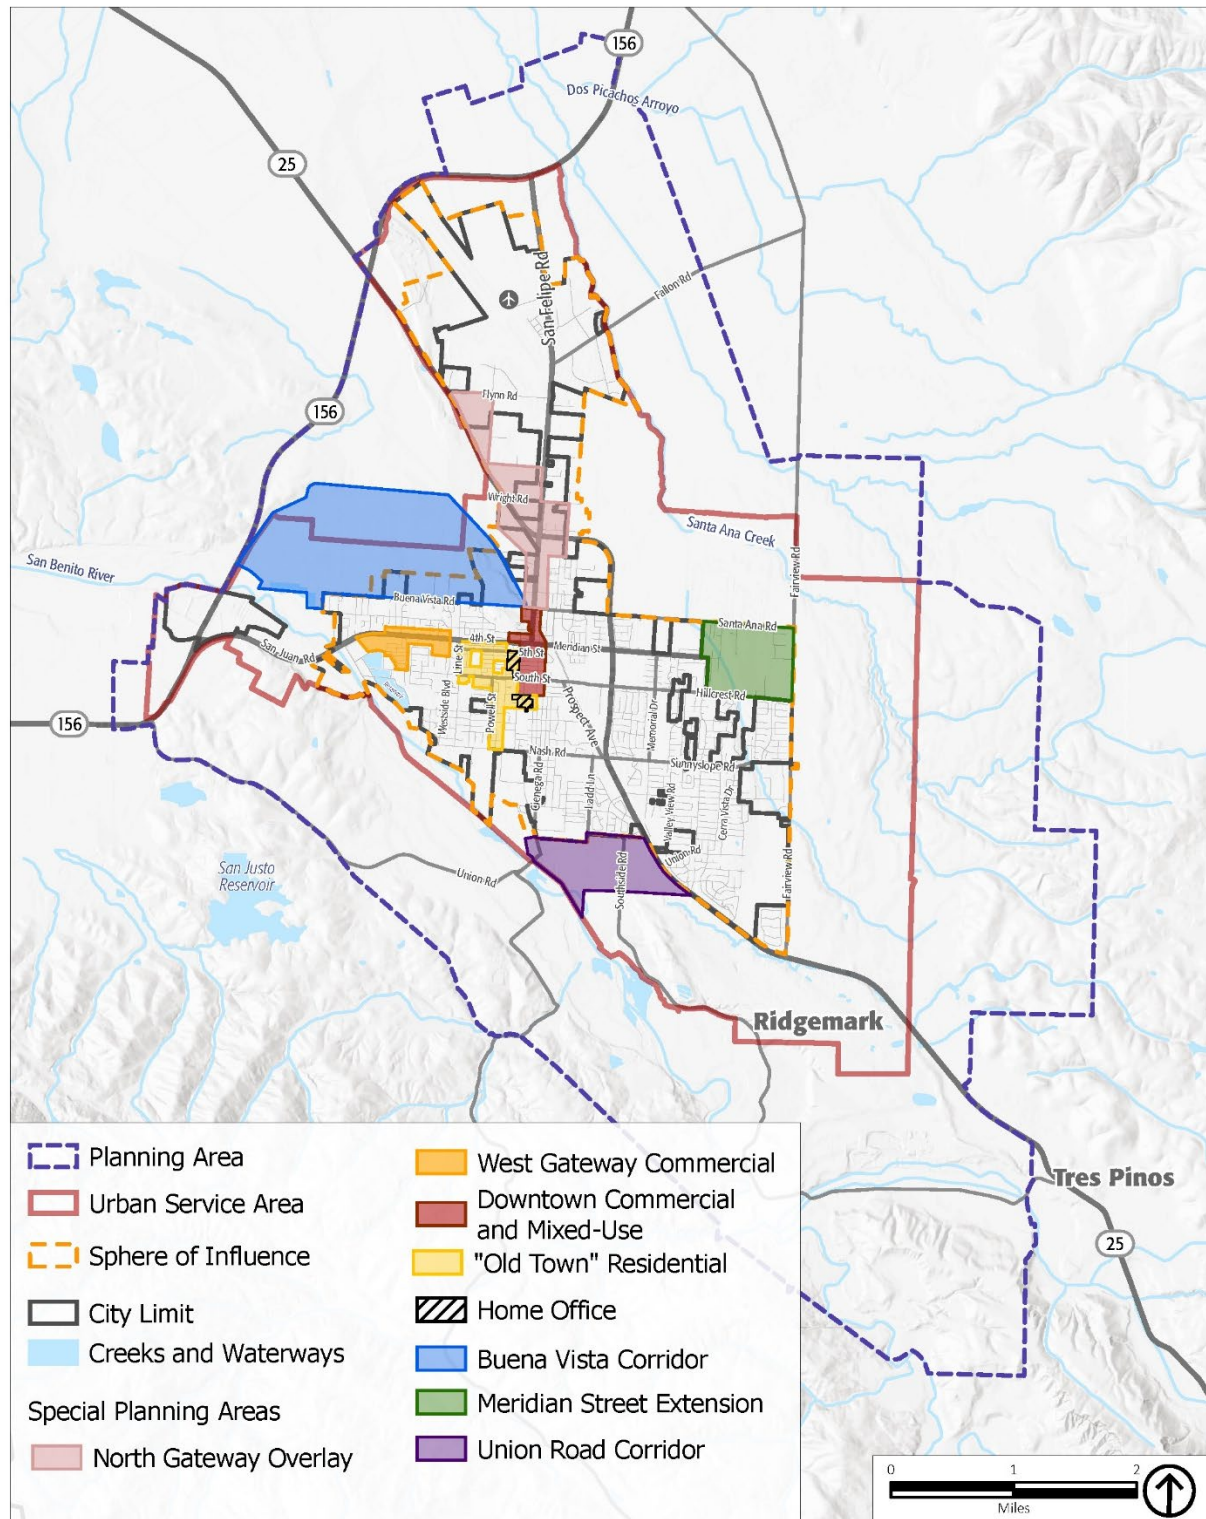 156
Dos Picachos Arroyo
25
San Felipe Rd
Fallon Rd
Flynn Rd
156
Wright Rd
Santa Ana Creek
Fairview Rd
San Benito River
Buena Vista Rd
Santa Ana Rd
4th St
Meridian St
San Juan Rd
Line St
5th St
South St
Hillcrest Rd
Westside Blvd
Powell St
Prospect Ave
Memorial Dr
156
Nash Rd
Sunnyslope Rd
Cienega Rd
Ladd Ln
Valley View Rd
Cerra Vista Dr
Union Rd
Fairview Rd
San Justo
Reservoir
Union Rd
Southside Rd
Ridgemark
Tres Pinos
25
Planning Area
Urban Service Area
Sphere of Influence
City Limit
Creeks and Waterways
Special Planning Areas
North Gateway Overlay
West Gateway Commercial
Downtown Commercial
and Mixed-Use
"Old Town" Residential
Home Office
Buena Vista Corridor
Meridian Street Extension
Union Road Corridor
0 1 2
Miles